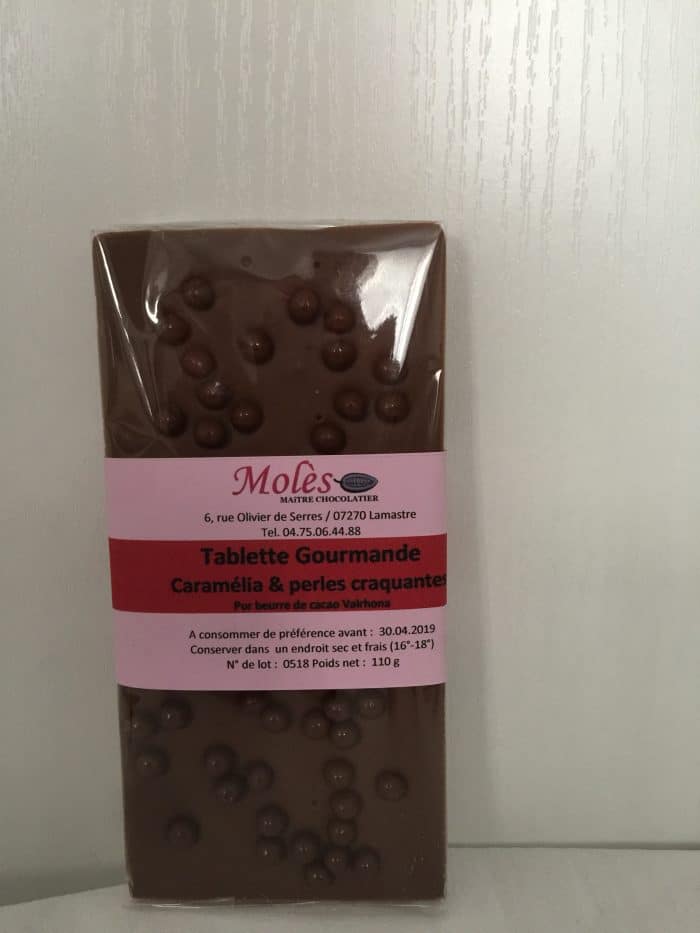 Molès
MAÎTRE CHOCOLATIER
6, rue Olivier de Serres / 07270 Lamastre
Tel. 04.75.06.44.88
Tablette Gourmande
Caramélia & perles craquantes
Pur beurre de cacao Valrhona
A consommer de préférence avant : 30.04.2019
Conserver dans un endroit sec et frais (16°-18°)
N° de lot : 0518 Poids net : 110 g